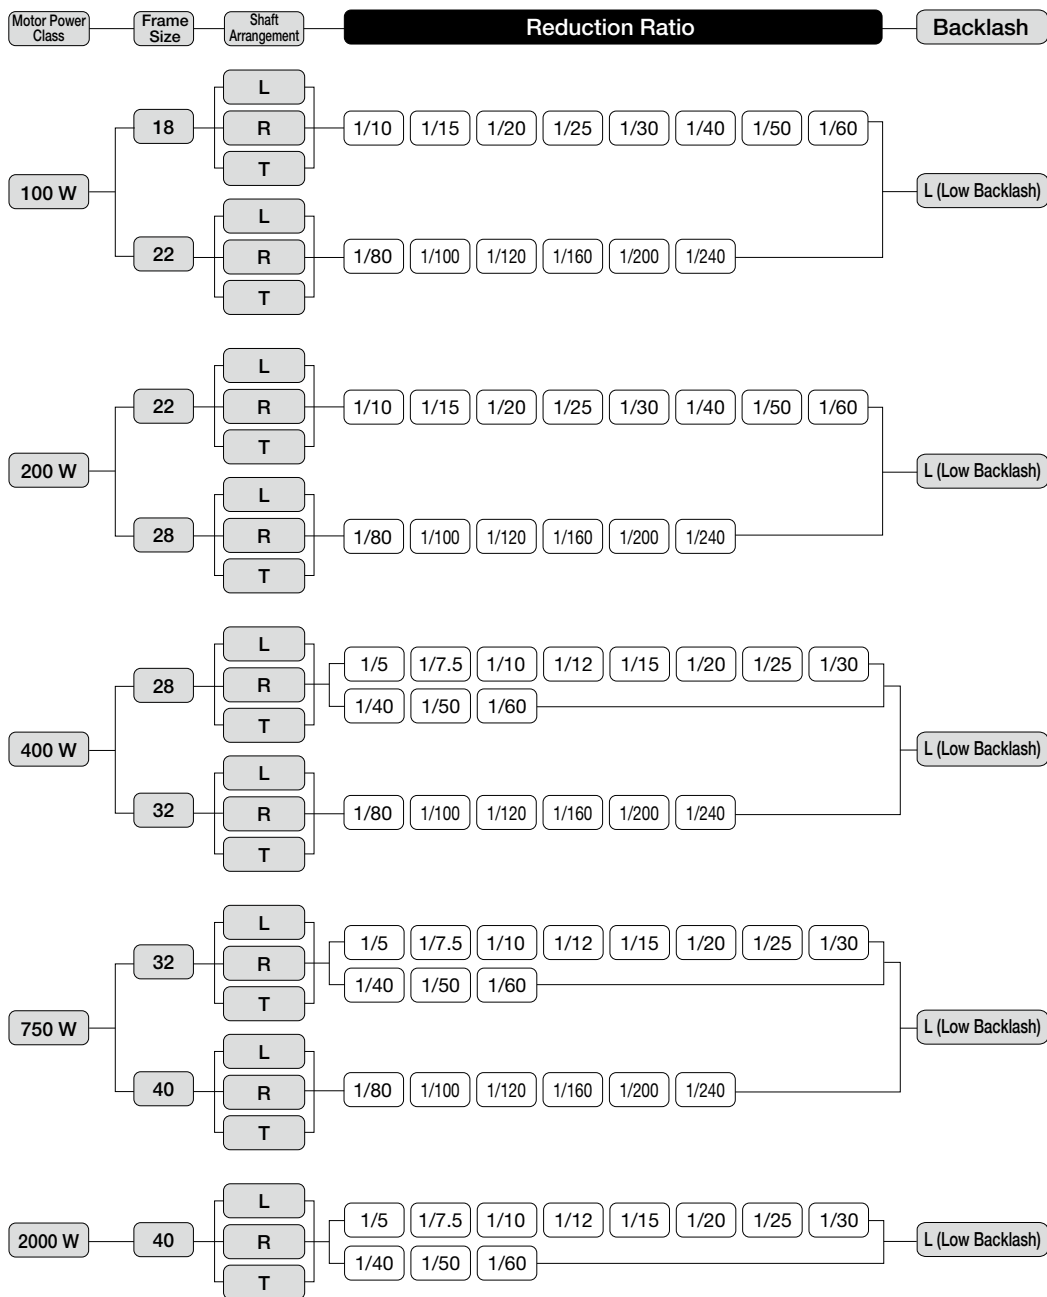 Motor Power Class Frame Size Shaft Arrangement Reduction Ratio Backlash
L
18 R 1/10 1/15 1/20 1/25 1/30 1/40 1/50 1/60
T
100 W L (Low Backlash)
L
22 R 1/80 1/100 1/120 1/160 1/200 1/240
T
L
22 R 1/10 1/15 1/20 1/25 1/30 1/40 1/50 1/60
T
200 W L (Low Backlash)
L
28 R 1/80 1/100 1/120 1/160 1/200 1/240
T
L
1/5 1/7.5 1/10 1/12 1/15 1/20 1/25 1/30
28 R
1/40 1/50 1/60
T
400 W L (Low Backlash)
L
32 R 1/80 1/100 1/120 1/160 1/200 1/240
T
L
1/5 1/7.5 1/10 1/12 1/15 1/20 1/25 1/30
32 R
1/40 1/50 1/60
T
750 W L (Low Backlash)
L
40 R 1/80 1/100 1/120 1/160 1/200 1/240
T
L
1/5 1/7.5 1/10 1/12 1/15 1/20 1/25 1/30
2000 W 40 R L (Low Backlash)
1/40 1/50 1/60
T